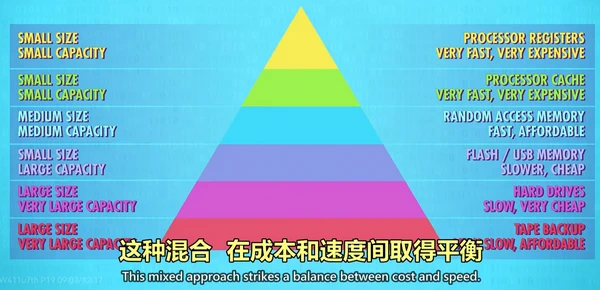 SMALL SIZE
SMALL CAPACITY
PROCESSOR REGISTERS
VERY FAST, VERY EXPENSIVE
SMALL SIZE
SMALL CAPACITY
PROCESSOR CACHE
VERY FAST, VERY EXPENSIVE
MEDIUM SIZE
MEDIUM CAPACITY
RANDOM ACCESS MEMORY
FAST, AFFORDABLE
SMALL SIZE
LARGE CAPACITY
FLASH / USB MEMORY
SLOWER, CHEAP
LARGE SIZE
VERY LARGE CAPACITY
HARD DRIVES
SLOW, VERY CHEAP
LARGE SIZE
VERY LARGE
TAPE BACKUP
SLOW, AFFORDABLE
这种混合 在成本和速度间取得平衡
This mixed approach strikes a balance between cost and speed.